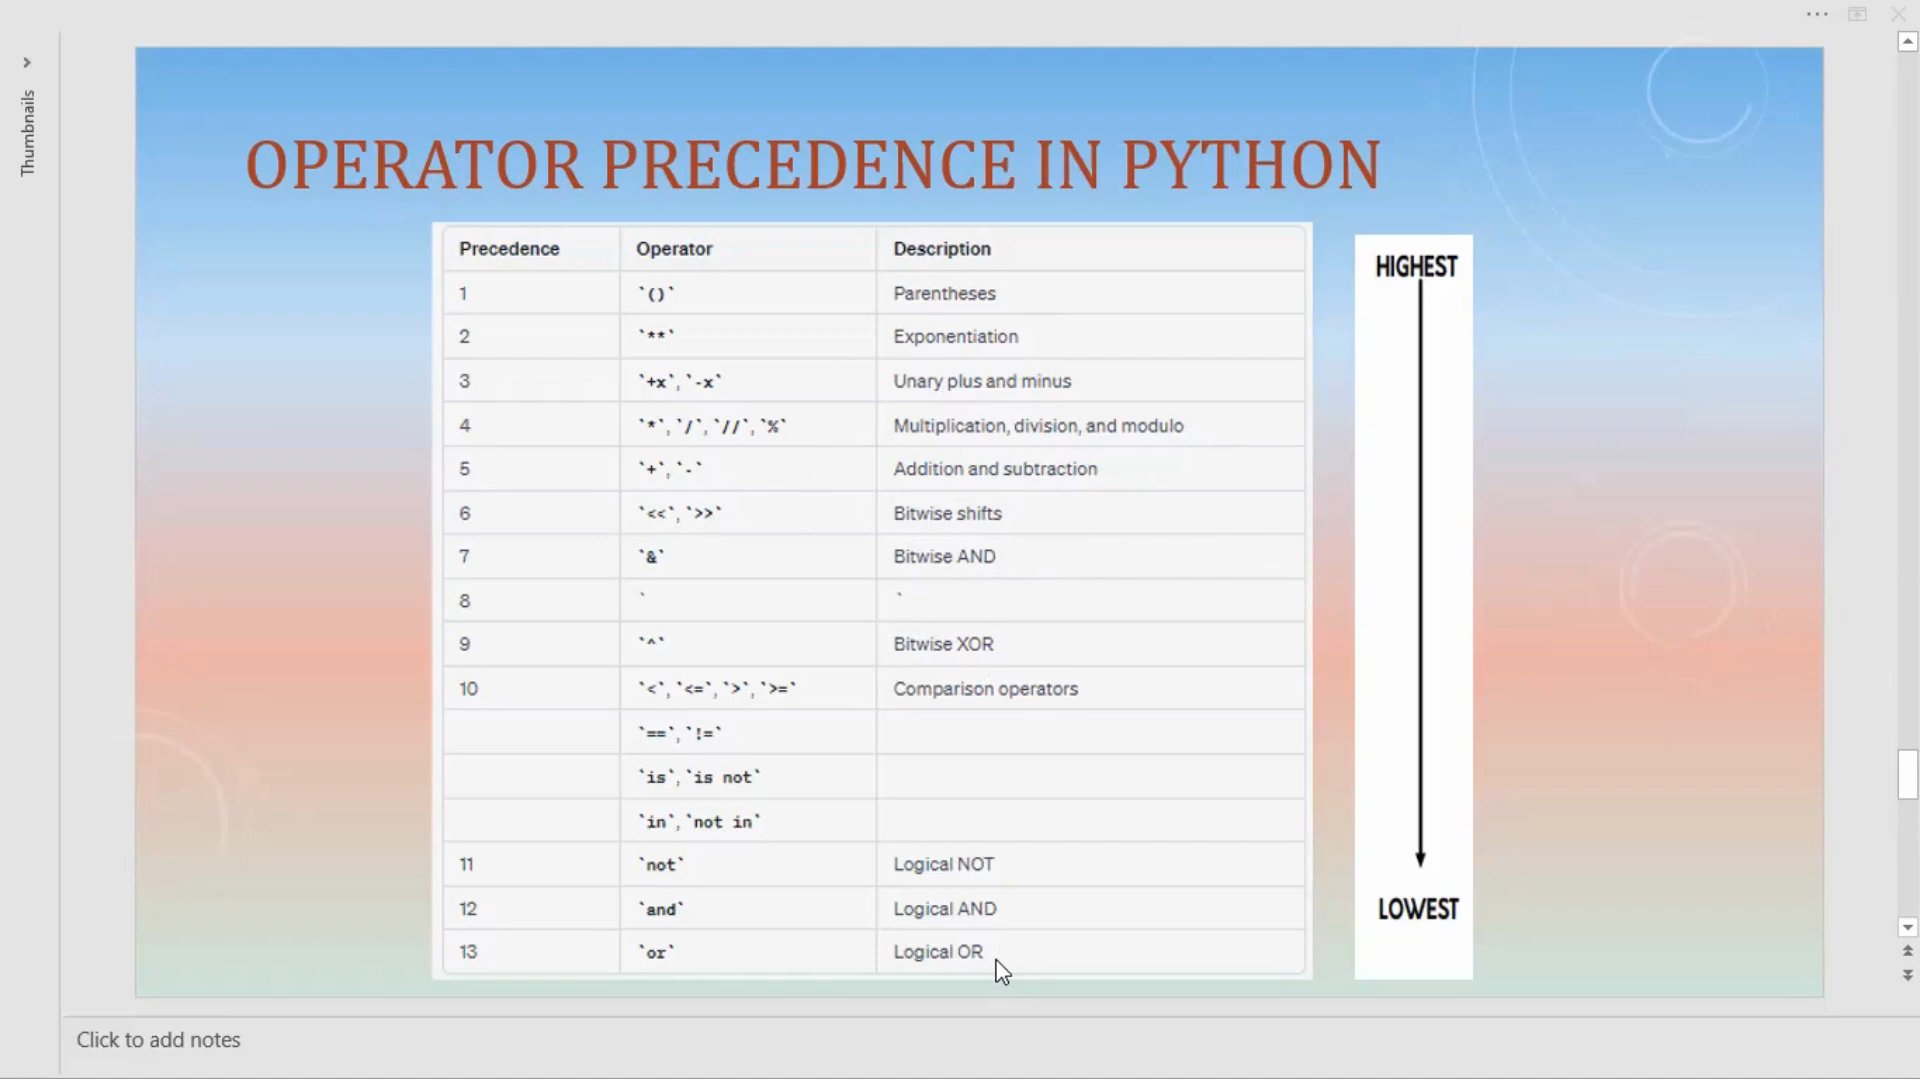 Thumbnails
OPERATOR PRECEDENCE IN PYTHON
Precedence Operator Description
1 `()` Parentheses
2 `**` Exponentiation
3 `+x`, `-x` Unary plus and minus
4 `*`, `/`, `//`, `%` Multiplication, division, and modulo
5 `+`, `-` Addition and subtraction
6 `<<`, `>>` Bitwise shifts
7 `&` Bitwise AND
8 ` `
9 `^` Bitwise XOR
10 `<`, `<=`, `>`, `>=` Comparison operators
`==`, `!=`
`is`, `is not`
`in`, `not in`
11 `not` Logical NOT
12 `and` Logical AND
13 `or` Logical OR
HIGHEST
LOWEST
Click to add notes